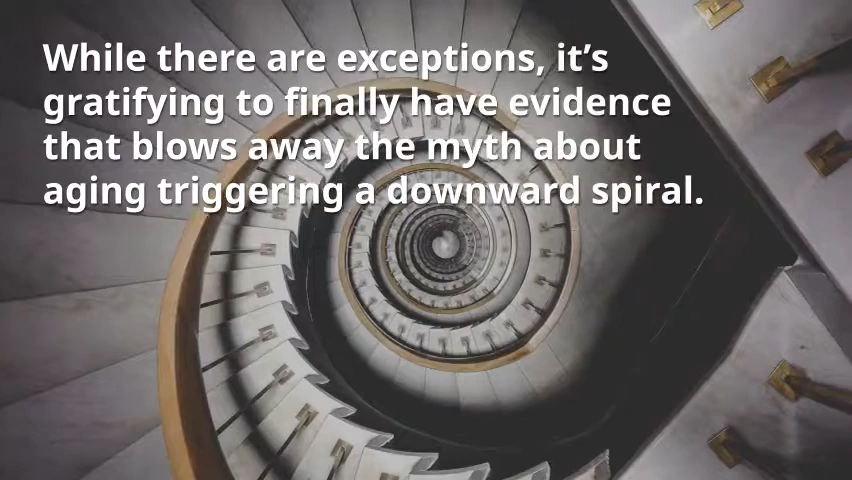 While there are exceptions, it’s
gratifying to finally have evidence
that blows away the myth about
aging triggering a downward spiral.